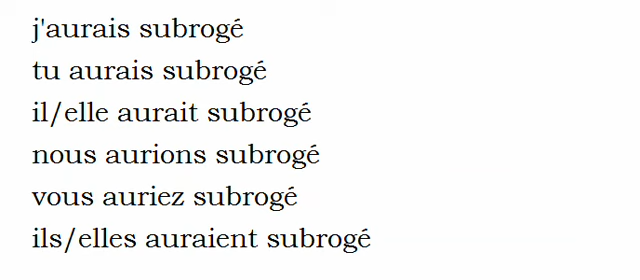 j'aurais subrogé
tu aurais subrogé
il/elle aurait subrogé
nous aurions subrogé
vous auriez subrogé
ils/elles auraient subrogé